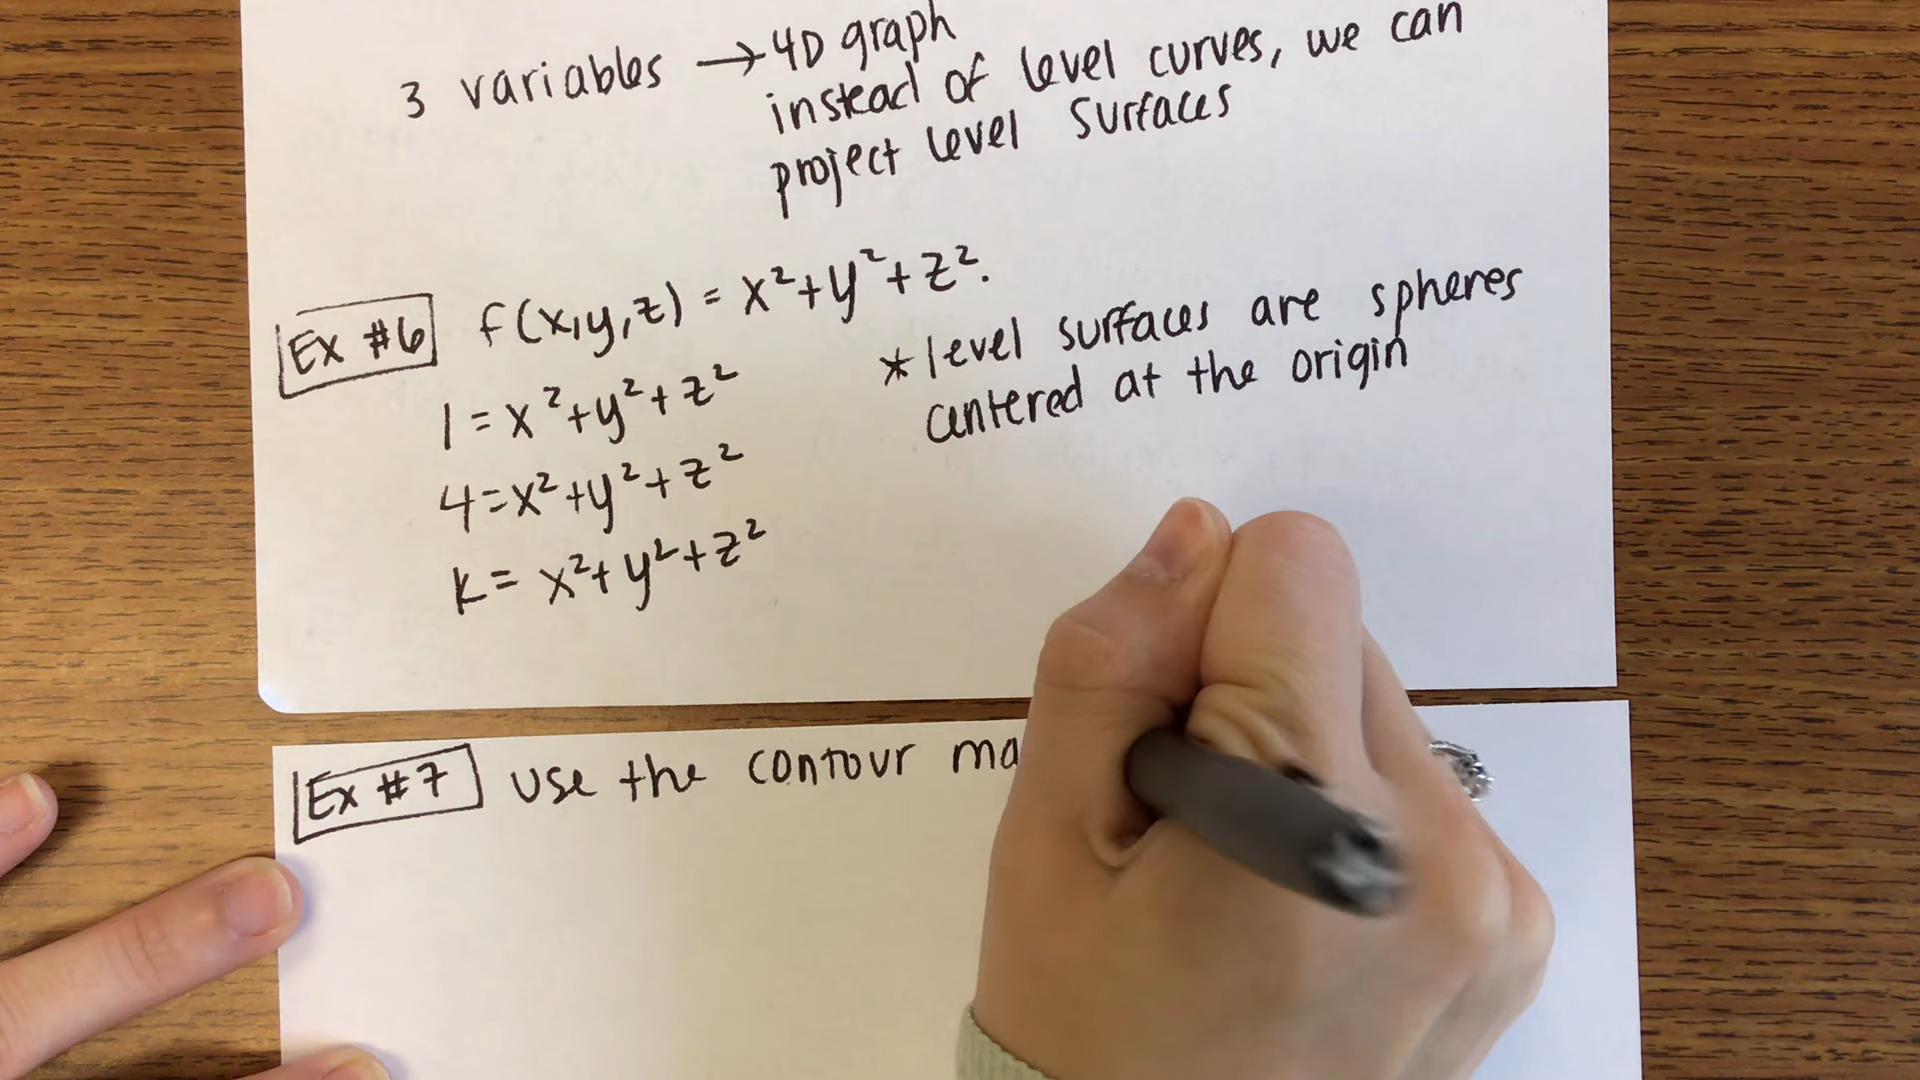 3 variables → 4D graph
instead of level curves, we can
project level surfaces
Ex #6 f(x,y,z) = x²+y²+z².
1 = x²+y²+z²
4=x²+y²+z²
k = x²+y²+z²
* level surfaces are spheres
centered at the origin
Ex #7 Use the contour ma